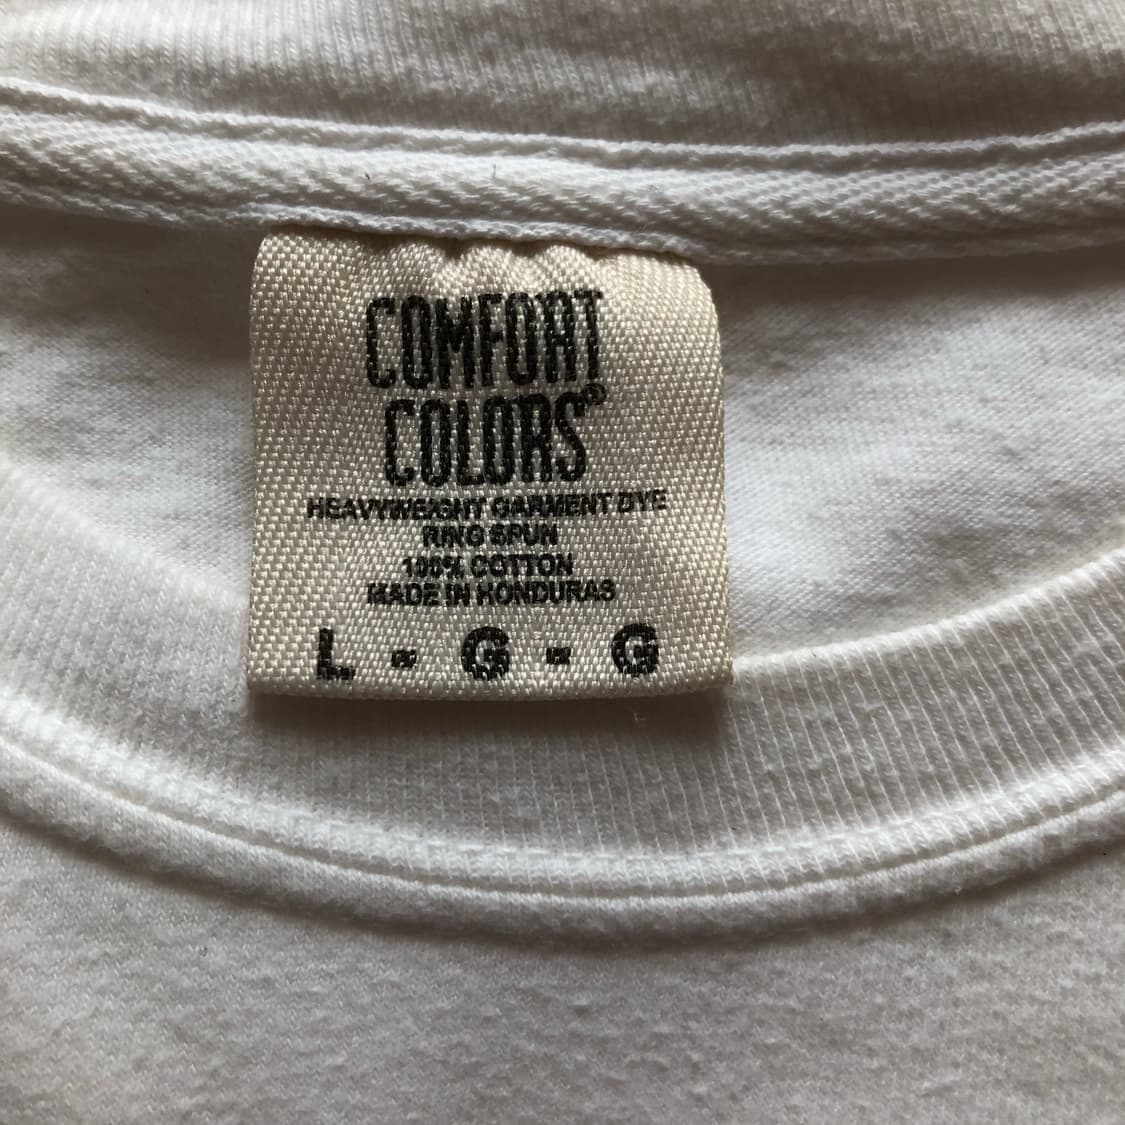 COMFORT
COLORS®
HEAVYWEIGHT GARMENT DYE
RING SPUN
100% COTTON
MADE IN HONDURAS
L - G - G